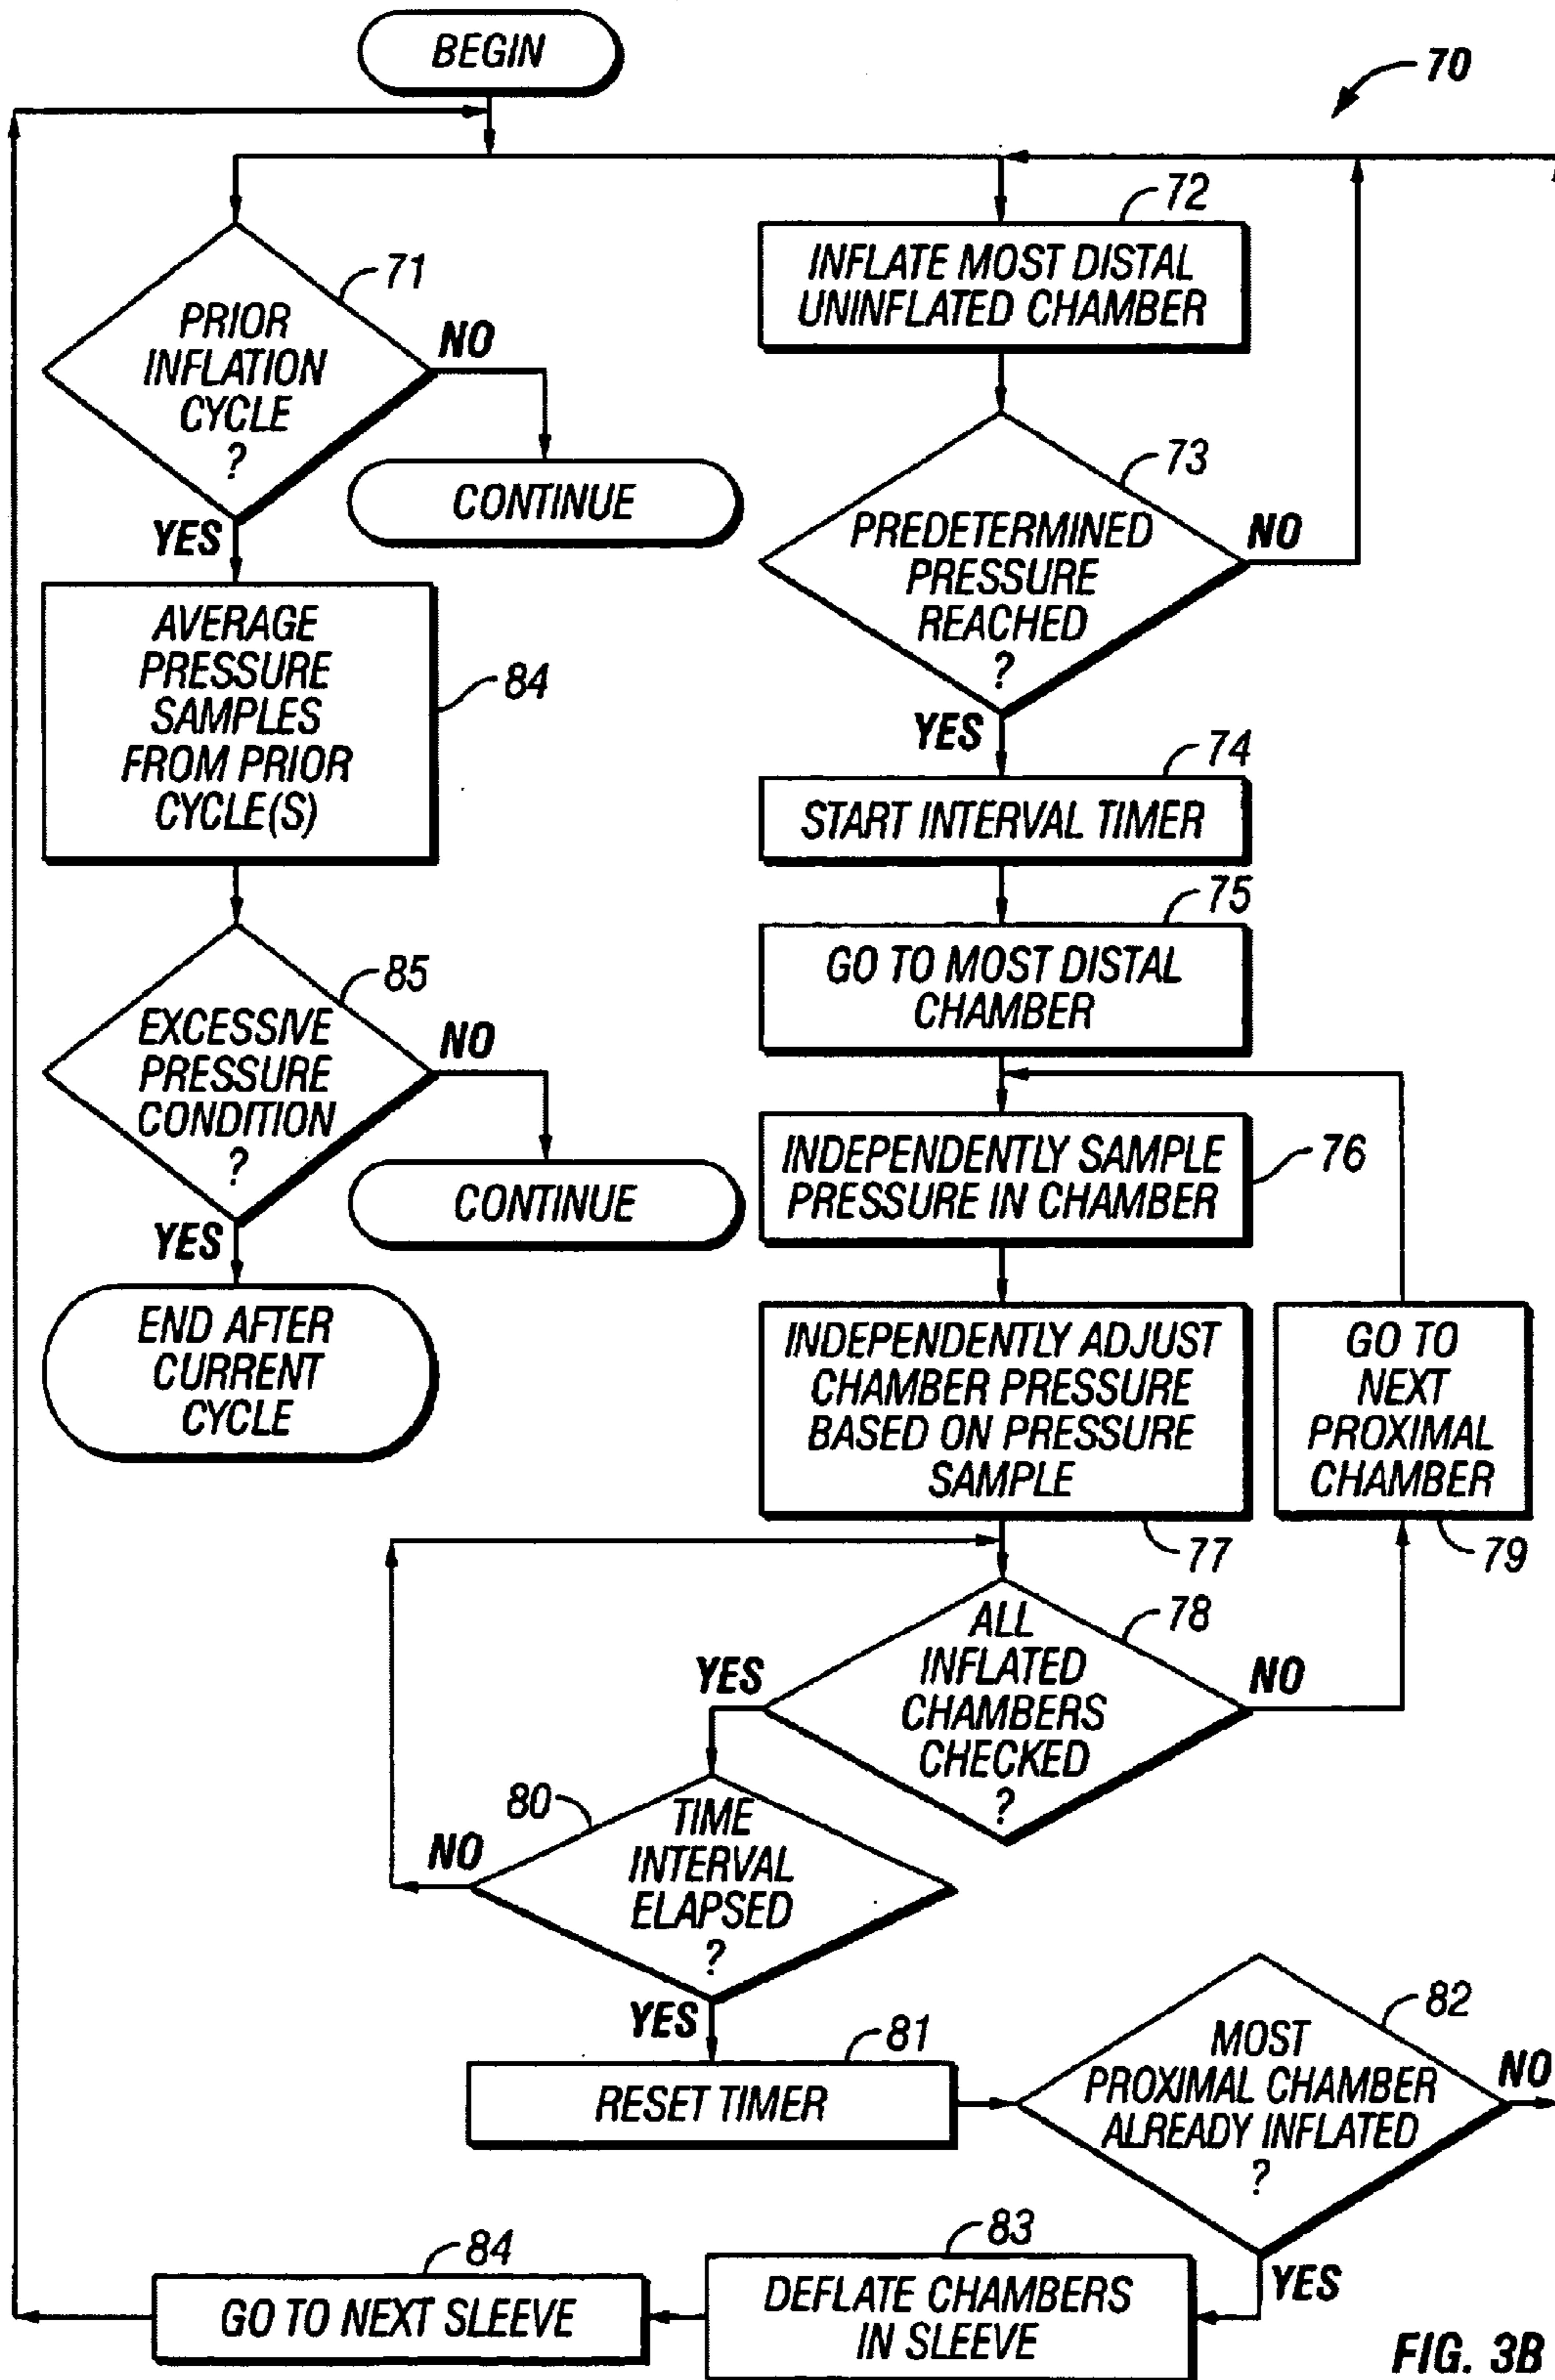 BEGIN
70
71
PRIOR
INFLATION
CYCLE
?
NO
CONTINUE
YES
AVERAGE
PRESSURE
SAMPLES
FROM PRIOR
CYCLE(S)
84
85
EXCESSIVE
PRESSURE
CONDITION
?
NO
CONTINUE
YES
END AFTER
CURRENT
CYCLE
72
INFLATE MOST DISTAL
UNINFLATED CHAMBER
73
PREDETERMINED
PRESSURE
REACHED
?
NO
YES
74
START INTERVAL TIMER
75
GO TO MOST DISTAL
CHAMBER
INDEPENDENTLY SAMPLE
PRESSURE IN CHAMBER
76
INDEPENDENTLY ADJUST
CHAMBER PRESSURE
BASED ON PRESSURE
SAMPLE
77
GO TO
NEXT
PROXIMAL
CHAMBER
79
78
ALL
INFLATED
CHAMBERS
CHECKED
?
YES
NO
80
TIME
INTERVAL
ELAPSED
?
NO
YES
81
RESET TIMER
82
MOST
PROXIMAL CHAMBER
ALREADY INFLATED
?
NO
YES
83
DEFLATE CHAMBERS
IN SLEEVE
84
GO TO NEXT SLEEVE
FIG. 3B